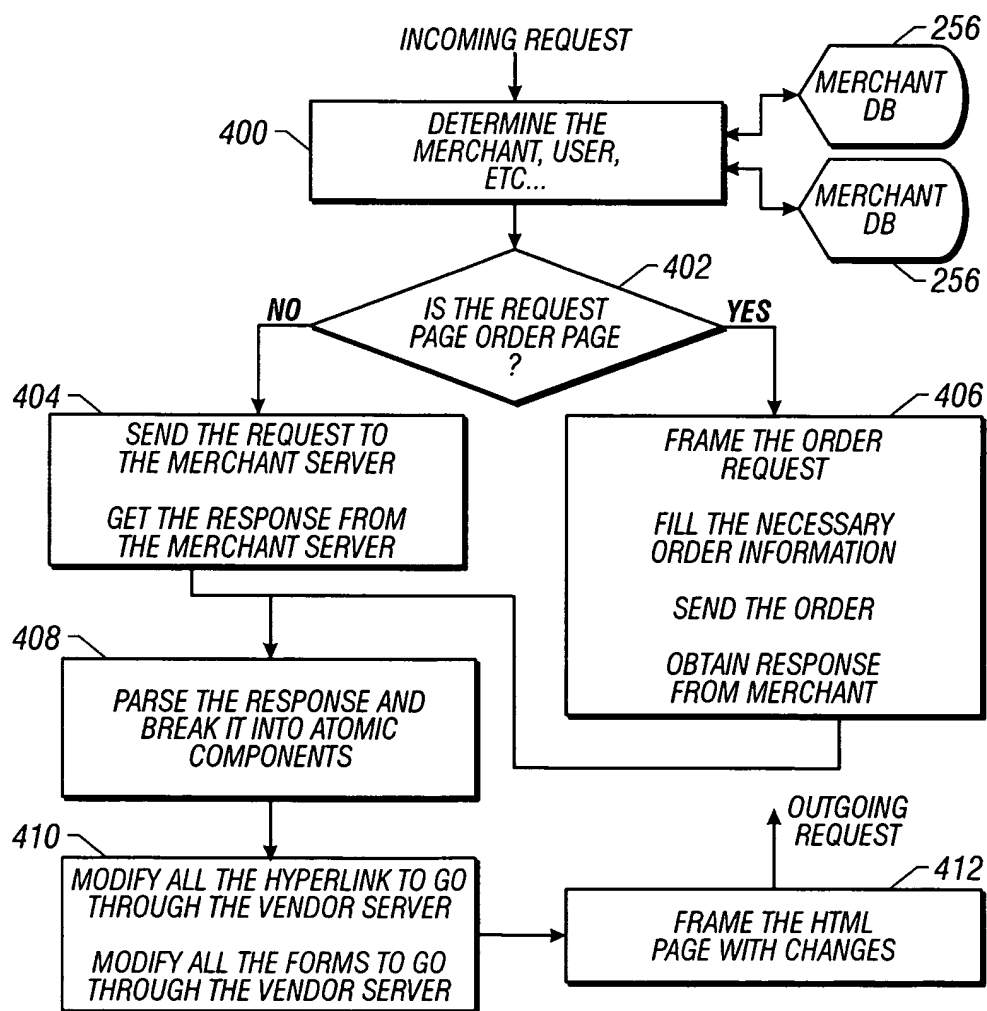 INCOMING REQUEST
256
MERCHANT
DB
400
DETERMINE THE
MERCHANT, USER,
ETC...
MERCHANT
DB
256
402
NO
IS THE REQUEST
PAGE ORDER PAGE
?
YES
404
SEND THE REQUEST TO
THE MERCHANT SERVER
GET THE RESPONSE FROM
THE MERCHANT SERVER
406
FRAME THE ORDER
REQUEST
FILL THE NECESSARY
ORDER INFORMATION
SEND THE ORDER
OBTAIN RESPONSE
FROM MERCHANT
408
PARSE THE RESPONSE AND
BREAK IT INTO ATOMIC
COMPONENTS
410
MODIFY ALL THE HYPERLINK TO GO
THROUGH THE VENDOR SERVER
MODIFY ALL THE FORMS TO GO
THROUGH THE VENDOR SERVER
OUTGOING
REQUEST
412
FRAME THE HTML
PAGE WITH CHANGES